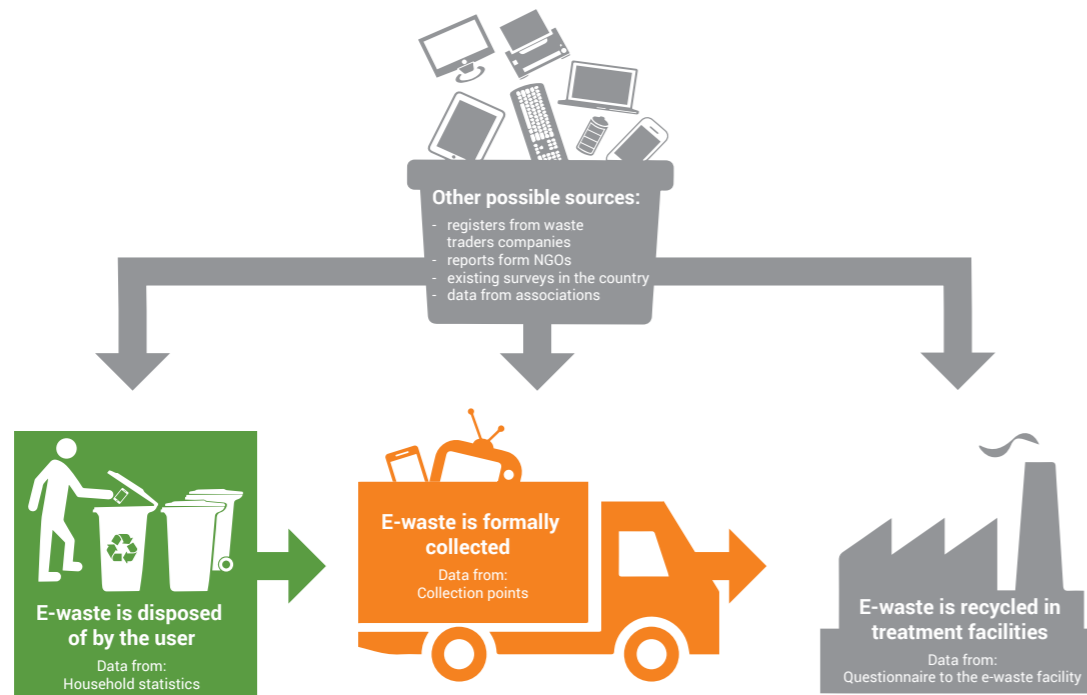 Other possible sources:
- registers from waste
traders companies
- reports form NGOs
- existing surveys in the country
- data from associations
E-waste is disposed
of by the user
Data from:
Household statistics
E-waste is formally
collected
Data from:
Collection points
E-waste is recycled in
treatment facilities
Data from:
Questionnaire to the e-waste facility